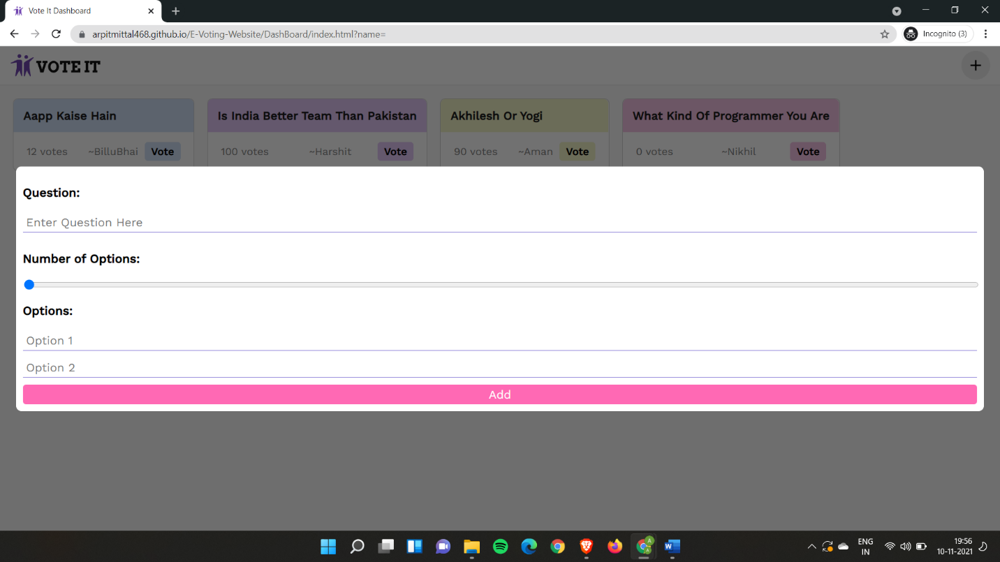 Vote It Dashboard
arpitmittal468.github.io/E-Voting-Website/DashBoard/index.html?name=
Incognito (3)
VOTE IT
Aapp Kaise Hain
Is India Better Team Than Pakistan
Akhilesh Or Yogi
What Kind Of Programmer You Are
12 votes ~BilluBhai Vote
100 votes ~Harshit Vote
90 votes ~Aman Vote
0 votes ~Nikhil Vote
Question:
Enter Question Here
Number of Options:
Options:
Option 1
Option 2
Add
ENG
IN
19:56
10-11-2021